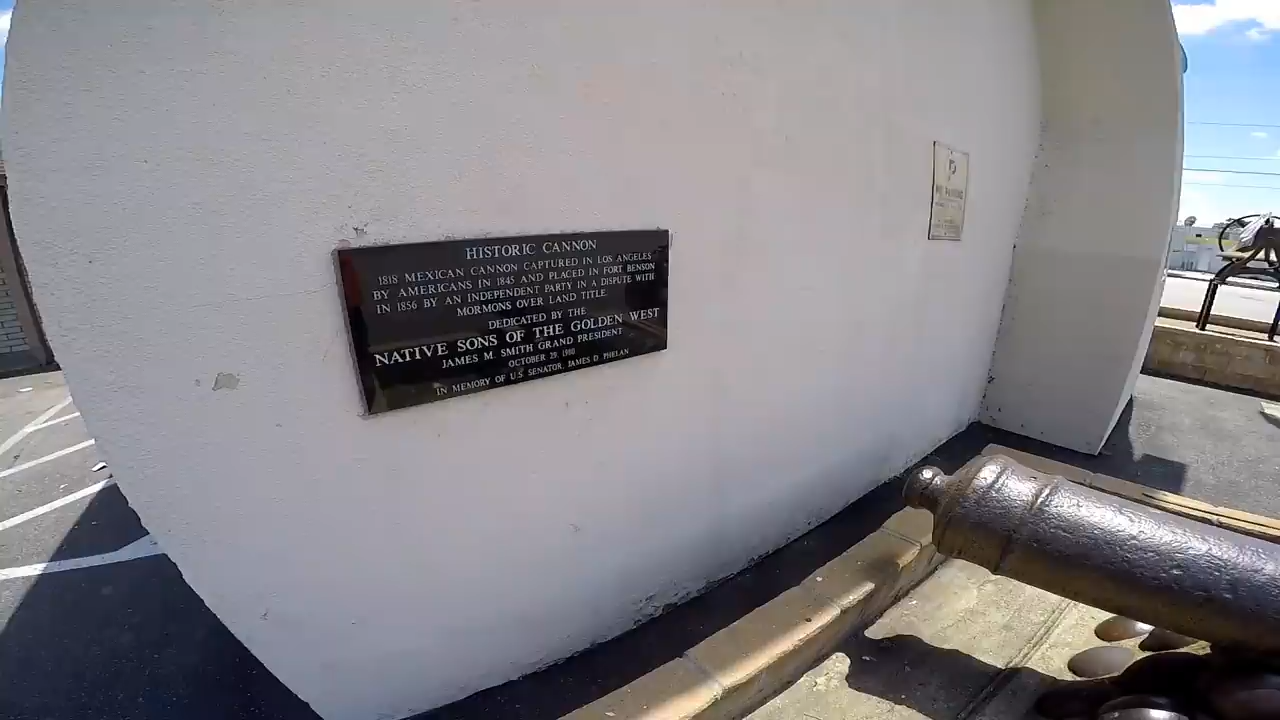 HISTORIC CANNON
1818 MEXICAN CANNON CAPTURED IN LOS ANGELES
BY AMERICANS IN 1845 AND PLACED IN FORT BENSON
IN 1856 BY AN INDEPENDENT PARTY IN A DISPUTE WITH
MORMONS OVER LAND TITLE.
DEDICATED BY THE
NATIVE SONS OF THE GOLDEN WEST
JAMES M. SMITH GRAND PRESIDENT
OCTOBER 29, 1980
IN MEMORY OF U.S. SENATOR, JAMES D. PHELAN